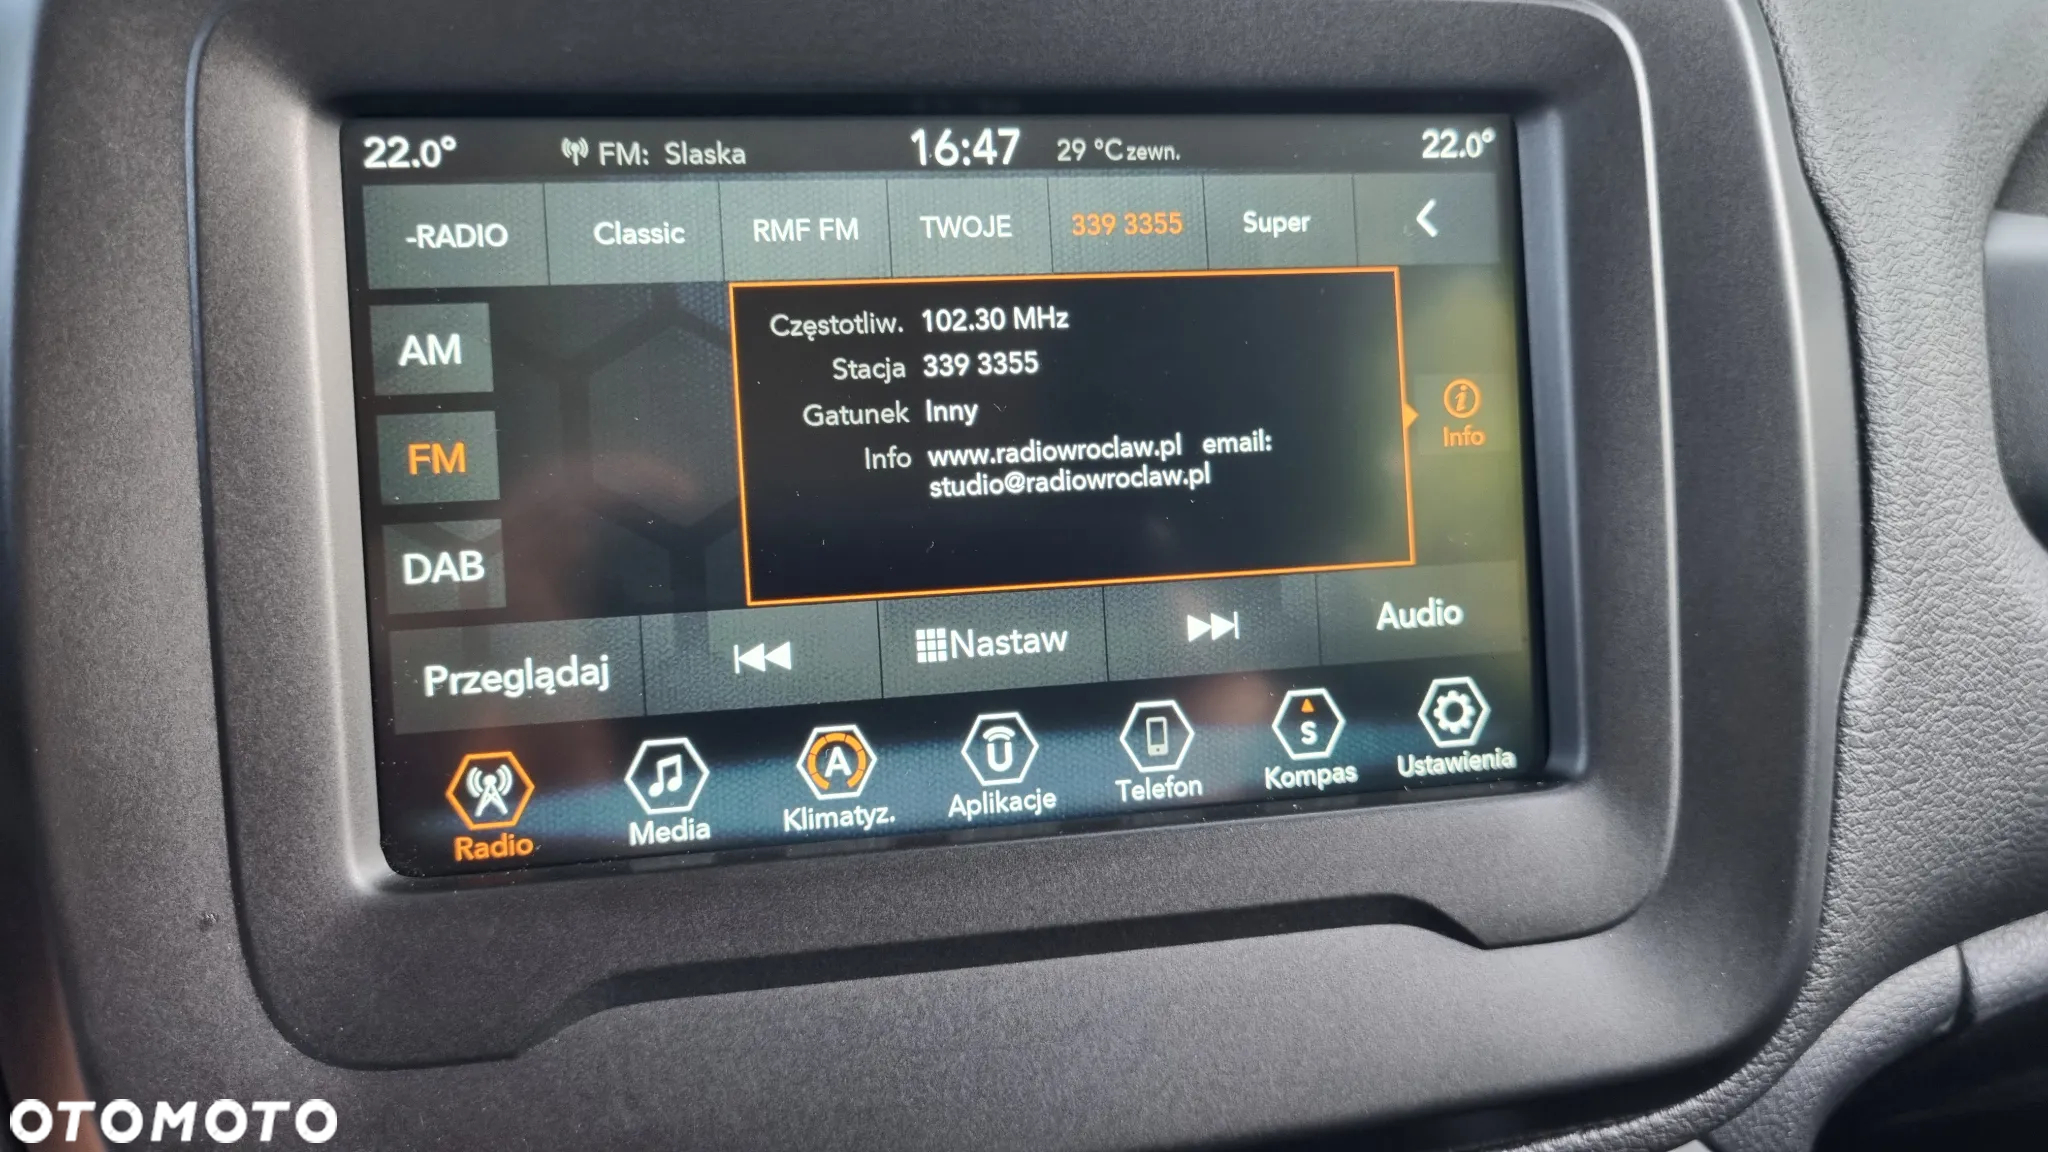 22.0° FM: Slaska 16:47 29 °C zewn. 22.0°
-RADIO Classic RMF FM TWOJE 339 3355 Super
AM
FM
DAB
Częstotliw. 102.30 MHz
Stacja 339 3355
Gatunek Inny
Info www.radiowroclaw.pl email:
studio@radiowroclaw.pl
Info
Przeglądaj Nastaw Audio
A U S
Radio Media Klimatyz. Aplikacje Telefon Kompas Ustawienia
OTOMOTO